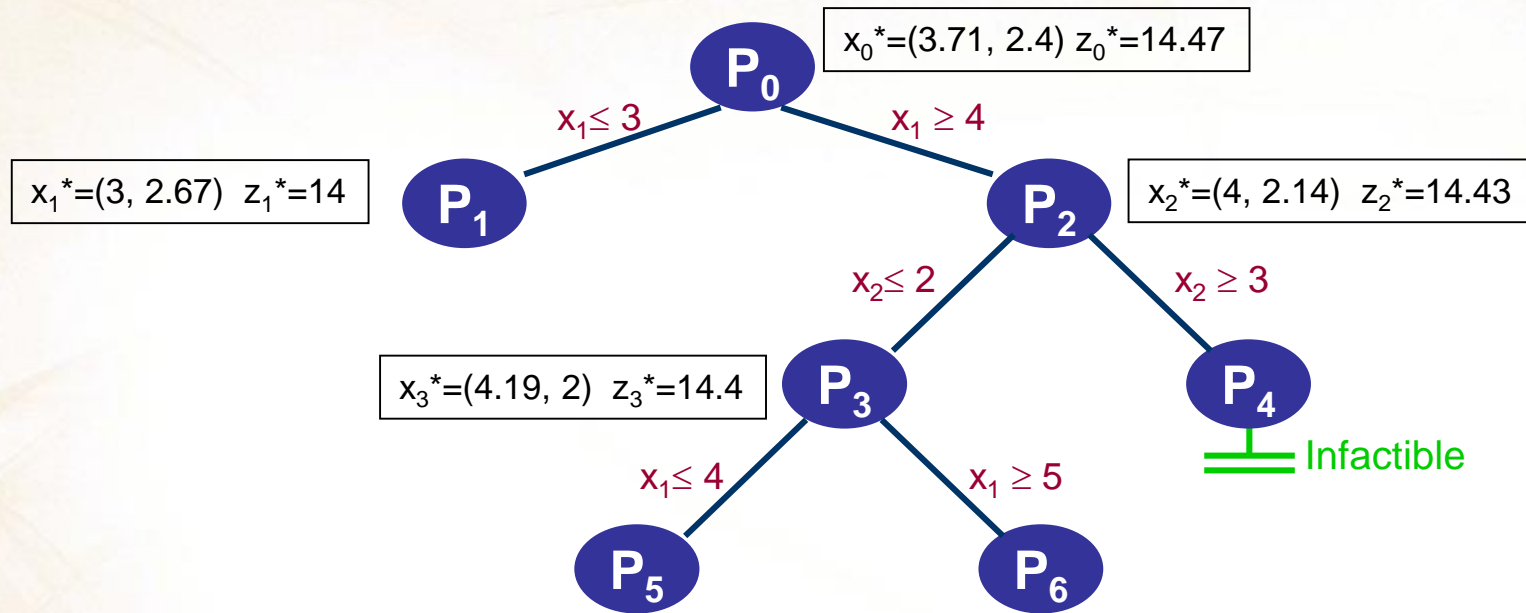 x₀*=(3.71, 2.4) z₀*=14.47
P₀
x₁≤ 3
x₁ ≥ 4
x₁*=(3, 2.67) z₁*=14
P₁
P₂
x₂*=(4, 2.14) z₂*=14.43
x₂≤ 2
x₂ ≥ 3
x₃*=(4.19, 2) z₃*=14.4
P₃
P₄
Infactible
x₁≤ 4
x₁ ≥ 5
P₅
P₆